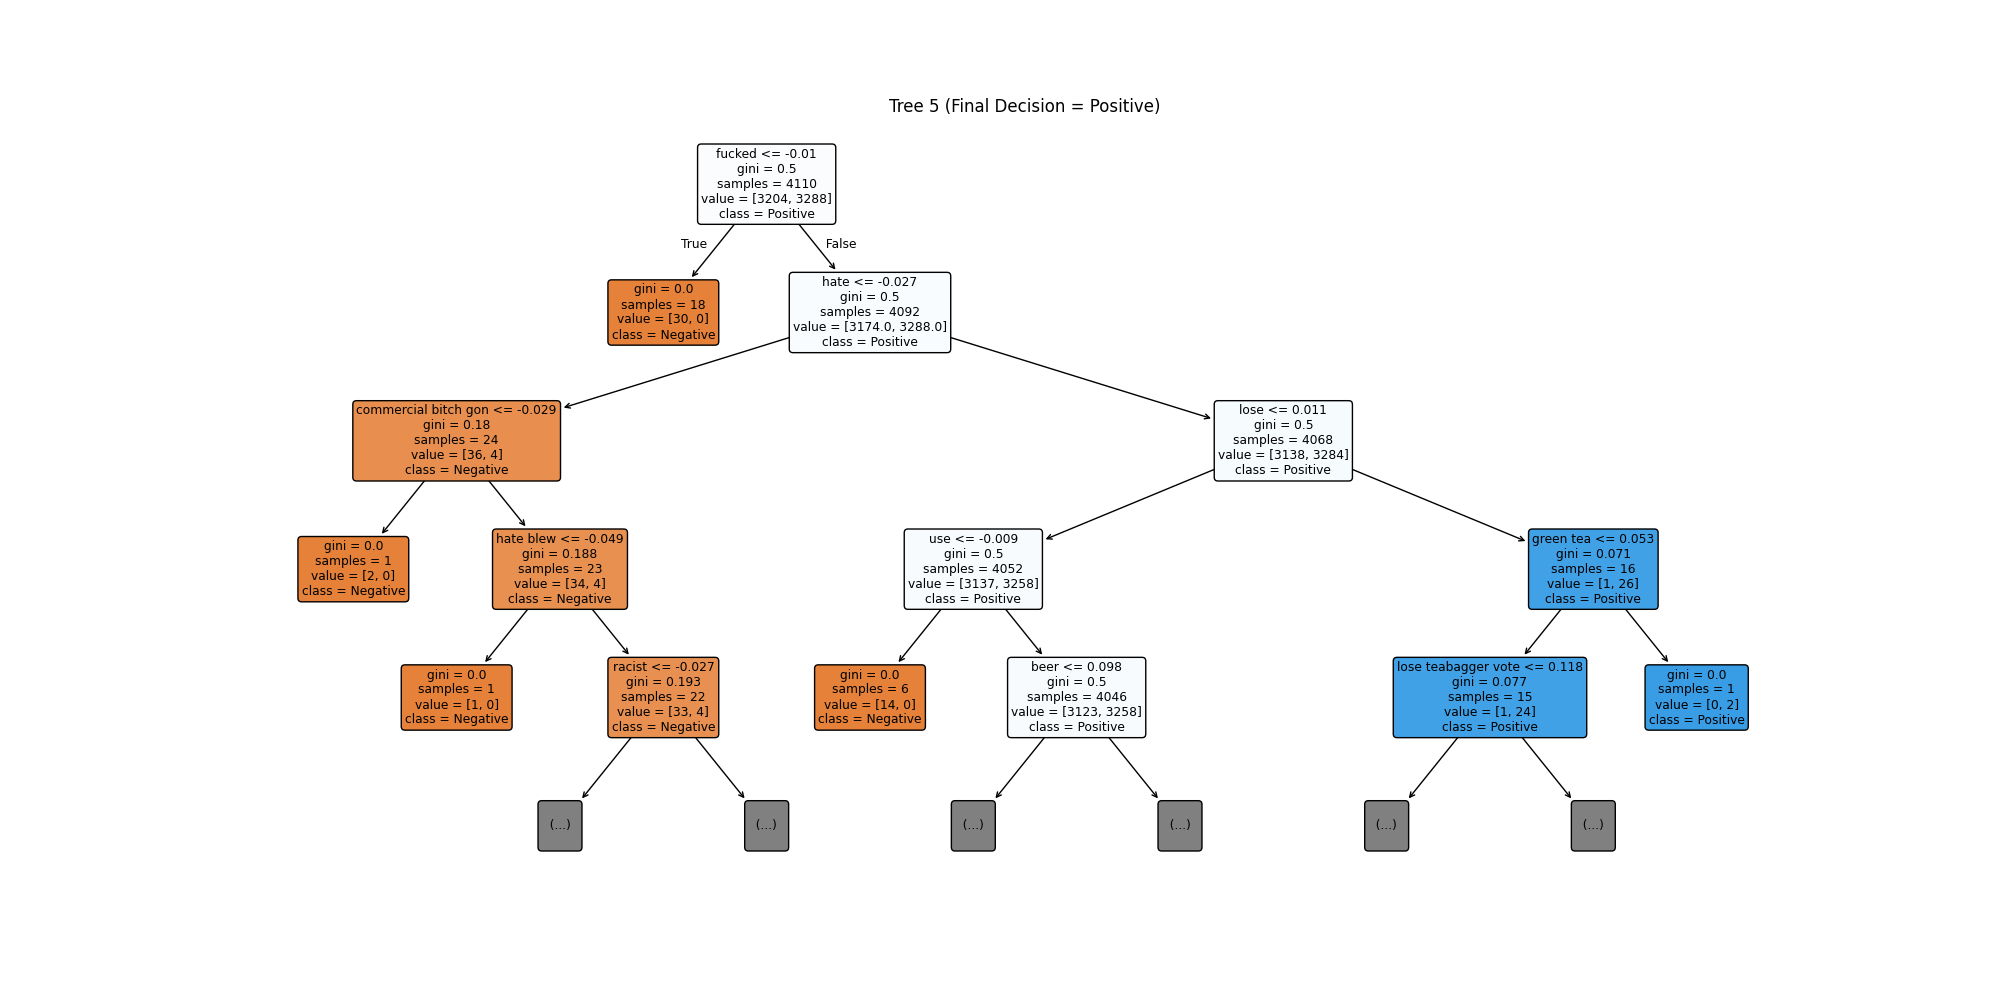 Tree 5 (Final Decision = Positive)
fucked <= -0.01
gini = 0.5
samples = 4110
value = [3204, 3288]
class = Positive
True
False
gini = 0.0
samples = 18
value = [30, 0]
class = Negative
hate <= -0.027
gini = 0.5
samples = 4092
value = [3174.0, 3288.0]
class = Positive
commercial bitch gon <= -0.029
gini = 0.18
samples = 24
value = [36, 4]
class = Negative
lose <= 0.011
gini = 0.5
samples = 4068
value = [3138, 3284]
class = Positive
gini = 0.0
samples = 1
value = [2, 0]
class = Negative
hate blew <= -0.049
gini = 0.188
samples = 23
value = [34, 4]
class = Negative
use <= -0.009
gini = 0.5
samples = 4052
value = [3137, 3258]
class = Positive
green tea <= 0.053
gini = 0.071
samples = 16
value = [1, 26]
class = Positive
gini = 0.0
samples = 1
value = [1, 0]
class = Negative
racist <= -0.027
gini = 0.193
samples = 22
value = [33, 4]
class = Negative
gini = 0.0
samples = 6
value = [14, 0]
class = Negative
beer <= 0.098
gini = 0.5
samples = 4046
value = [3123, 3258]
class = Positive
lose teabagger vote <= 0.118
gini = 0.077
samples = 15
value = [1, 24]
class = Positive
gini = 0.0
samples = 1
value = [0, 2]
class = Positive
(...)
(...)
(...)
(...)
(...)
(...)